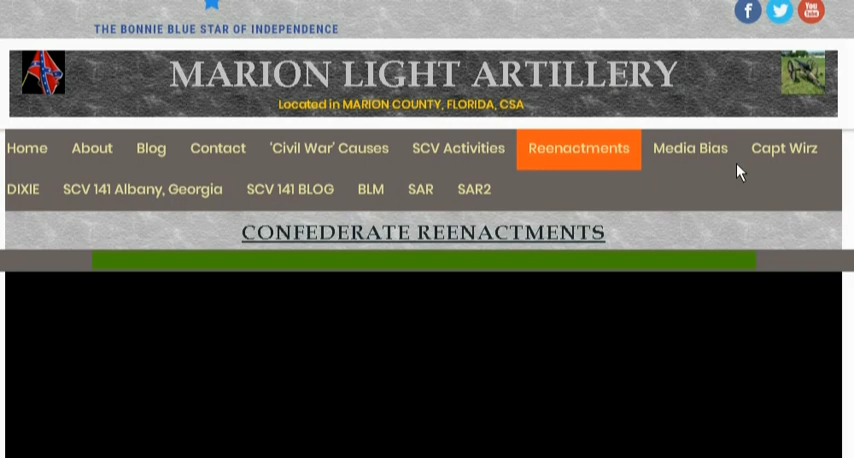 THE BONNIE BLUE STAR OF INDEPENDENCE
f You Tube
MARION LIGHT ARTILLERY
Located in MARION COUNTY, FLORIDA, CSA
Home About Blog Contact 'Civil War' Causes SCV Activities Reenactments Media Bias Capt Wirz
DIXIE SCV 141 Albany, Georgia SCV 141 BLOG BLM SAR SAR2
CONFEDERATE REENACTMENTS